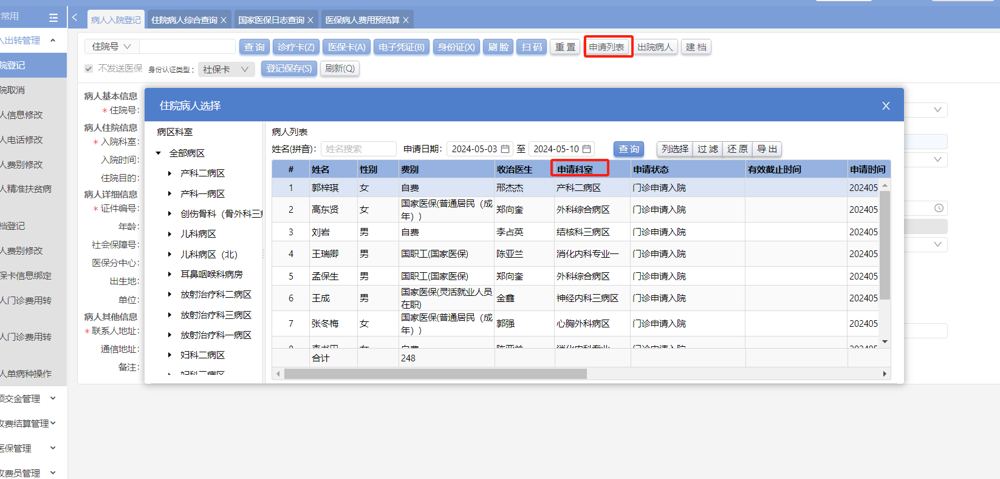 常用
病人入院登记
住院病人综合查询 X
国家医保日志查询 X
医保病人费用预结算 X
入出转管理
院登记
院取消
人信息修改
人电话修改
人费别修改
人精准扶贫病
档登记
人费别修改
保卡信息绑定
人门诊费用转
人门诊费用转
人单病种操作
预交金管理
收费结算管理
医保管理
收费员管理
住院号
查 询
诊疗卡(Z)
医保卡(A)
电子凭证(B)
身份证(X)
刷 脸
扫 码
重 置
申请列表
出院病人
建 档
不发送医保
身份认证类型:
社保卡
登记保存(S)
刷新(Q)
病人基本信息
* 住院号:
病人住院信息
* 入院科室:
入院时间:
住院目的:
病人详细信息
* 证件编号:
年龄:
社会保障号:
医保分中心:
出生地:
单位:
病人其他信息
* 联系人地址:
通信地址:
备注:
住院病人选择
X
病区科室
全部病区
产科二病区
产科一病区
创伤骨科（骨外科三病
儿科病区
儿科病区（北）
耳鼻咽喉科病房
放射治疗科二病区
放射治疗科三病区
放射治疗科一病区
妇科二病区
病人列表
姓名(拼音): 姓名搜索 申请日期: 2024-05-03 至 2024-05-10 查 询 列选择 过 滤 还 原 导 出
# 姓名 性别 费别 收治医生 申请科室 申请状态 有效截止时间 申请时间
1 郭梓琪 女 自费 邢杰杰 产科二病区 门诊申请入院 202405
2 高东贤 女 国家医保(普通居民（成年）) 郑向奎 外科综合病区 门诊申请入院 202405
3 刘岩 男 自费 李占英 结核科三病区 门诊申请入院 202405
4 王瑞卿 男 国职工(国家医保) 陈亚兰 消化内科专业一 门诊申请入院 202405
5 孟保生 男 国职工(国家医保) 郑向奎 外科综合病区 门诊申请入院 202405
6 王成 男 国家医保(灵活就业人员在职) 金鑫 神经内科三病区 门诊申请入院 202405
7 张冬梅 女 国家医保(普通居民（成年）) 郭强 心胸外科病区 门诊申请入院 202405
合计 248